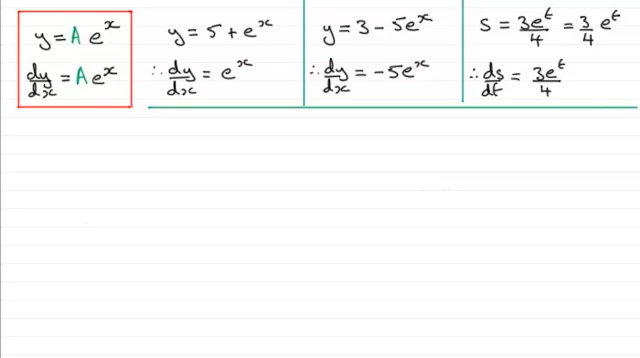 y = A e^x
dy/dx = A e^x
y = 5 + e^x
∴ dy/dx = e^x
y = 3 - 5e^x
∴ dy/dx = -5e^x
S = 3e^t/4 = 3/4 e^t
∴ ds/dt = 3e^t/4